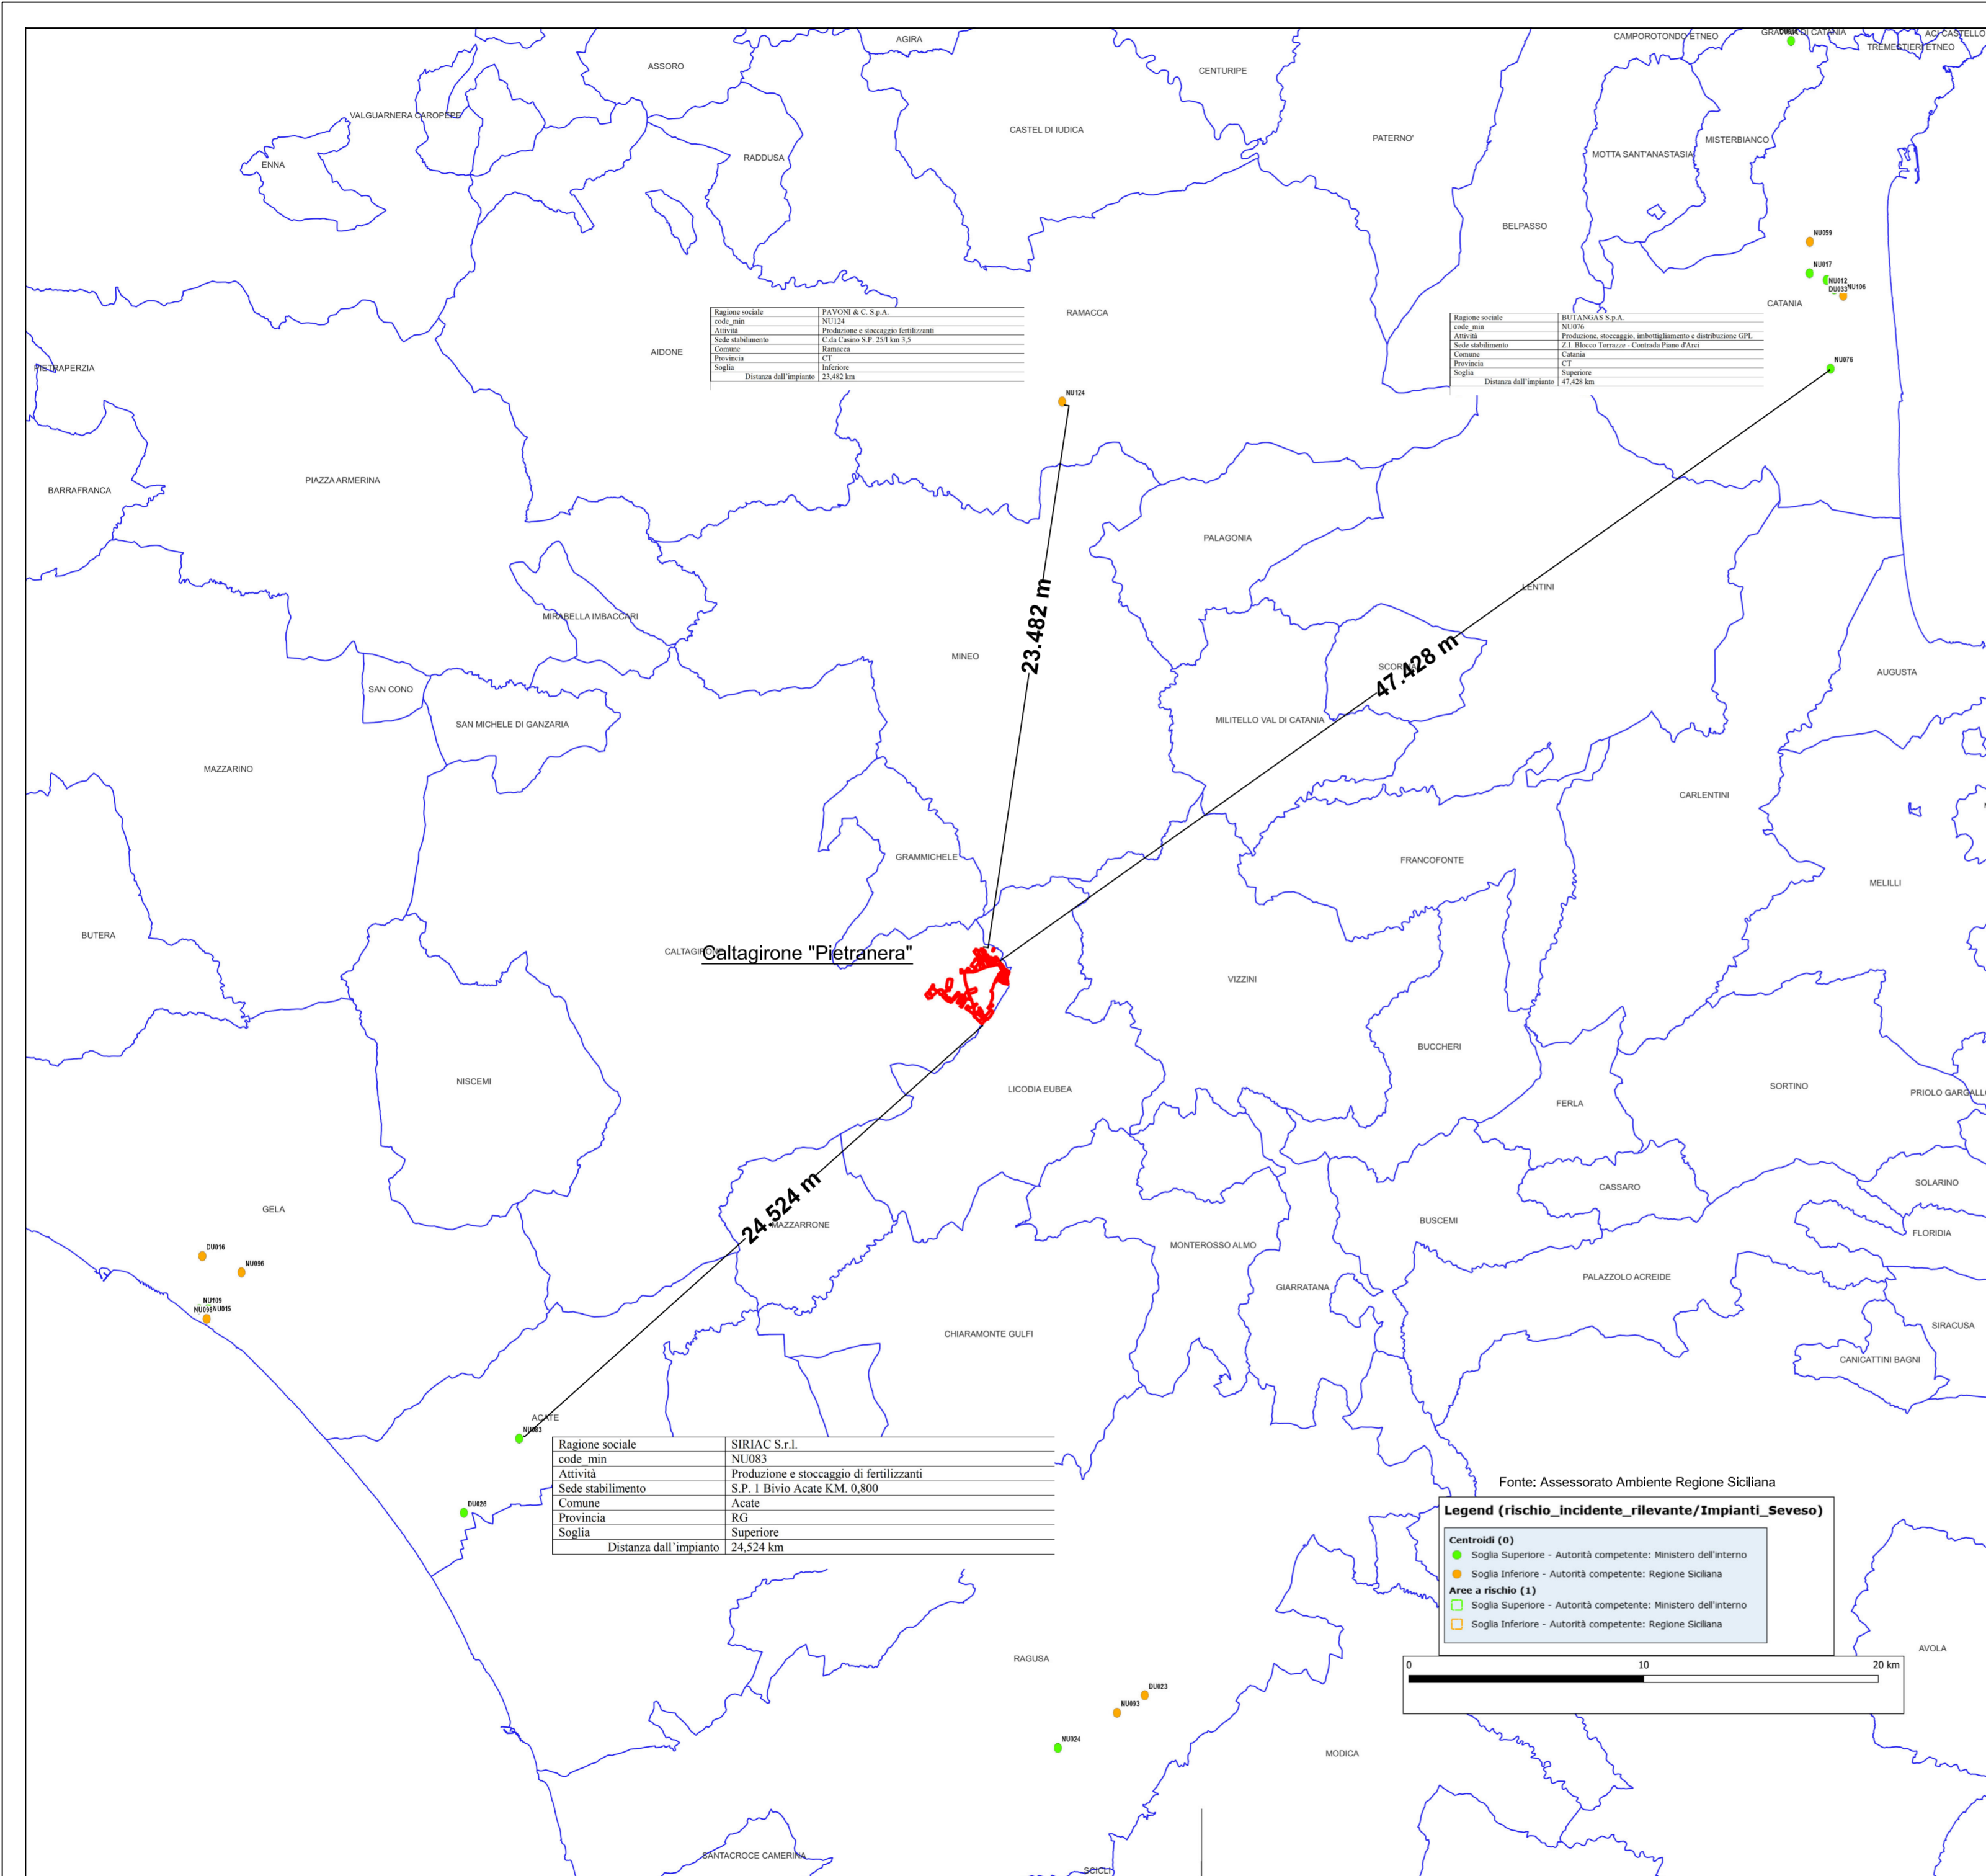 AGIRA
CAMPOROTONDO ETNEO
GRAVINA DI CATANIA
ACI CASTELLO
TREMESTIERI ETNEO
ASSORO
CENTURIPE
VALGUARNERA CAROPEPE
CASTEL DI IUDICA
PATERNO'
MISTERBIANCO
MOTTA SANT'ANASTASIA
ENNA
RADDUSA
BELPASSO
NU059
NU017
NU012
DU033
NU106
CATANIA
RAMACCA
AIDONE
Ragione sociale PAVONI & C. S.p.A.
code_min NU124
Attività Produzione e stoccaggio fertilizzanti
Sede stabilimento C.da Casino S.P. 25/I km 3,5
Comune Ramacca
Provincia CT
Soglia Inferiore
Distanza dall'impianto 23,482 km
Ragione sociale BUTANGAS S.p.A.
code_min NU076
Attività Produzione, stoccaggio, imbottigliamento e distribuzione GPL
Sede stabilimento Z.I. Blocco Torrazze - Contrada Piano d'Arci
Comune Catania
Provincia CT
Soglia Superiore
Distanza dall'impianto 47,428 km
PIETRAPERZIA
NU076
NU124
BARRAFRANCA
PIAZZA ARMERINA
PALAGONIA
LENTINI
MIRABELLA IMBACCARI
23.482 m
MINEO
47.428 m
AUGUSTA
SAN CONO
SAN MICHELE DI GANZARIA
MILITELLO VAL DI CATANIA
MAZZARINO
CARLENTINI
GRAMMICHELE
FRANCOFONTE
MELILLI
BUTERA
Caltagirone "Pietranera"
VIZZINI
BUCCHERI
NISCEMI
LICODIA EUBEA
SORTINO
PRIOLO GARGALLO
FERLA
CASSARO
SOLARINO
24.524 m
GELA
MAZZARRONE
BUSCEMI
FLORIDIA
MONTEROSSO ALMO
DU016
NU096
GIARRATANA
PALAZZOLO ACREIDE
NU109
NU098
NU015
CHIARAMONTE GULFI
SIRACUSA
CANICATTINI BAGNI
ACATE
NU083
Ragione sociale SIRIAC S.r.l.
code_min NU083
Attività Produzione e stoccaggio di fertilizzanti
Sede stabilimento S.P. 1 Bivio Acate KM. 0,800
Comune Acate
Provincia RG
Soglia Superiore
Distanza dall'impianto 24,524 km
DU026
Fonte: Assessorato Ambiente Regione Siciliana
Legend (rischio_incidente_rilevante/Impianti_Seveso)
Centroidi (0)
Soglia Superiore - Autorità competente: Ministero dell'interno
Soglia Inferiore - Autorità competente: Regione Siciliana
Aree a rischio (1)
Soglia Superiore - Autorità competente: Ministero dell'interno
Soglia Inferiore - Autorità competente: Regione Siciliana
0 10 20 km
AVOLA
RAGUSA
DU023
NU093
NU024
MODICA
SANTACROCE CAMERINA
SCICLI